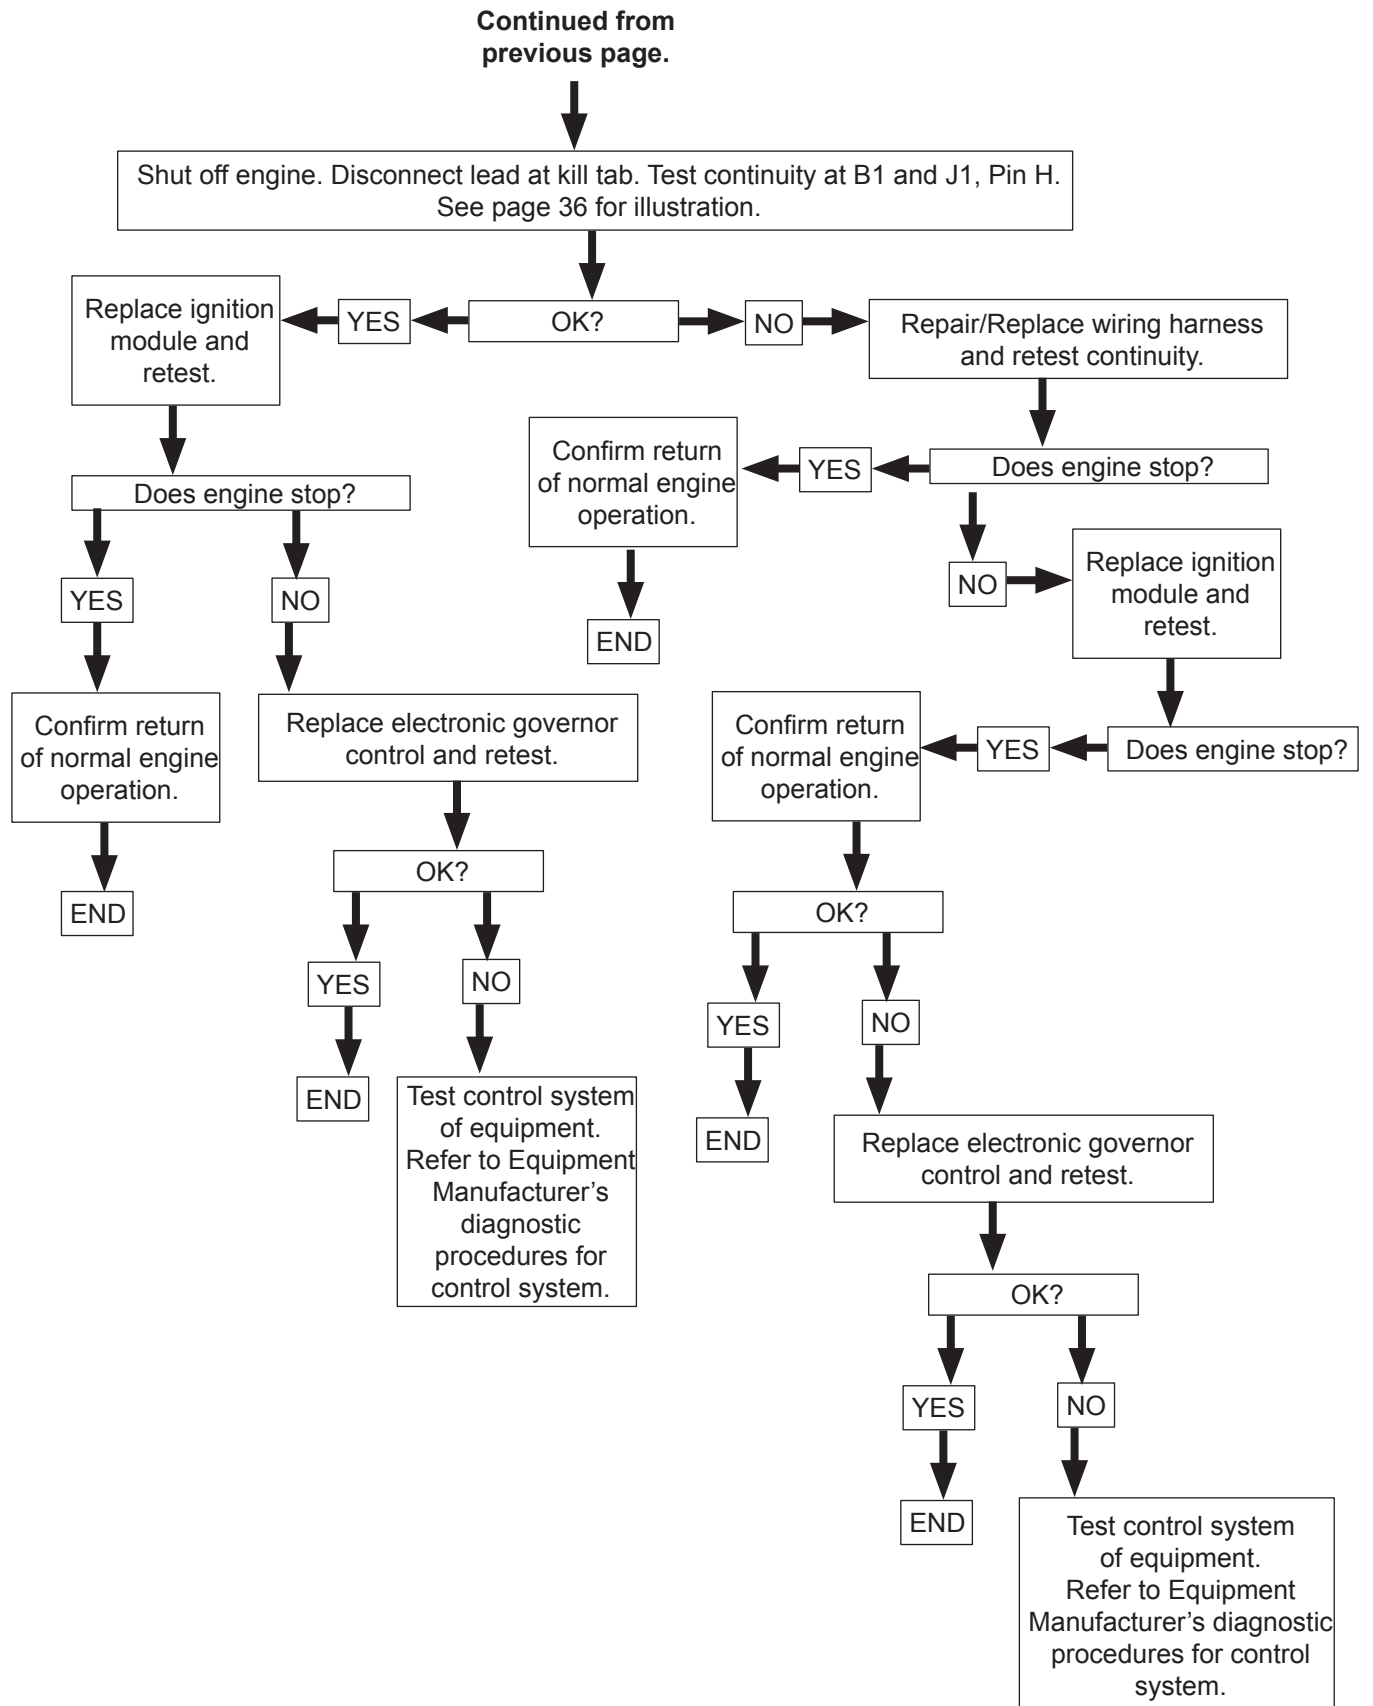 Continued from
previous page.
Shut off engine. Disconnect lead at kill tab. Test continuity at B1 and J1, Pin H.
See page 36 for illustration.
Replace ignition
module and
retest.
YES
OK?
NO
Repair/Replace wiring harness
and retest continuity.
Does engine stop?
Confirm return
of normal engine
operation.
YES
Does engine stop?
YES
NO
END
NO
Replace ignition
module and
retest.
Confirm return
of normal engine
operation.
Replace electronic governor
control and retest.
Confirm return
of normal engine
operation.
YES
Does engine stop?
END
OK?
OK?
YES
NO
YES
NO
END
Test control system
of equipment.
Refer to Equipment
Manufacturer’s
diagnostic
procedures for
control system.
END
Replace electronic governor
control and retest.
OK?
YES
NO
END
Test control system
of equipment.
Refer to Equipment
Manufacturer’s diagnostic
procedures for control
system.